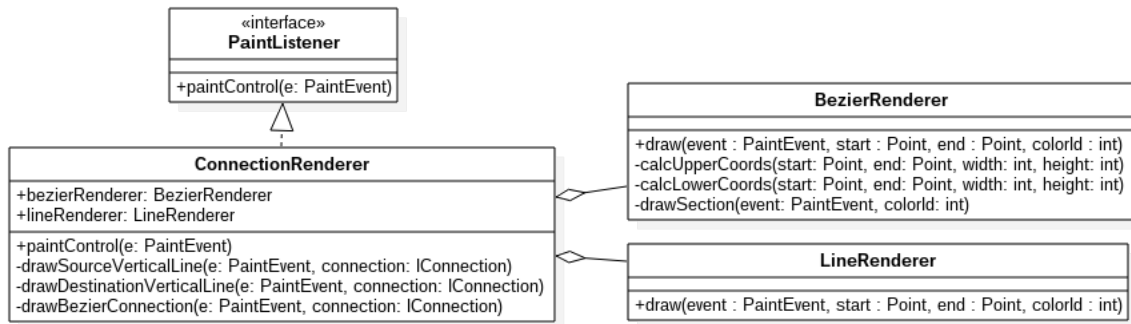 «interface»
PaintListener
+paintControl(e: PaintEvent)
ConnectionRenderer
+bezierRenderer: BezierRenderer
+lineRenderer: LineRenderer
+paintControl(e: PaintEvent)
-drawSourceVerticalLine(e: PaintEvent, connection: IConnection)
-drawDestinationVerticalLine(e: PaintEvent, connection: IConnection)
-drawBezierConnection(e: PaintEvent, connection: IConnection)
BezierRenderer
+draw(event : PaintEvent, start : Point, end : Point, colorId : int)
-calcUpperCoords(start: Point, end: Point, width: int, height: int)
-calcLowerCoords(start: Point, end: Point, width: int, height: int)
-drawSection(event: PaintEvent, colorId: int)
LineRenderer
+draw(event : PaintEvent, start : Point, end : Point, colorId : int)